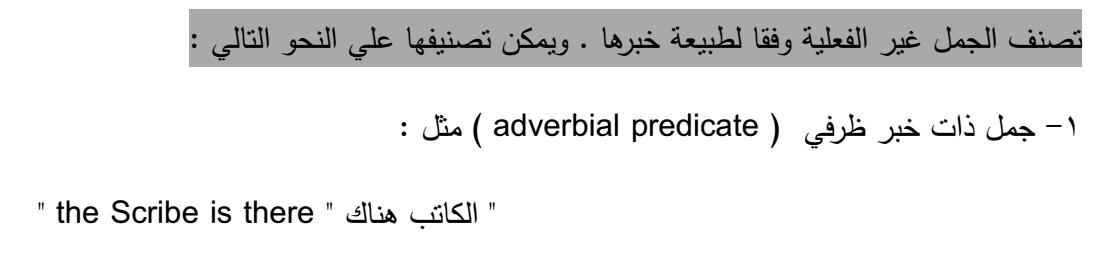 تصنف الجمل غير الفعلية وفقا لطبيعة خبرها . ويمكن تصنيفها علي النحو التالي :
١- جمل ذات خبر ظرفي ( adverbial predicate ) مثل :
" الكاتب هناك " the Scribe is there "